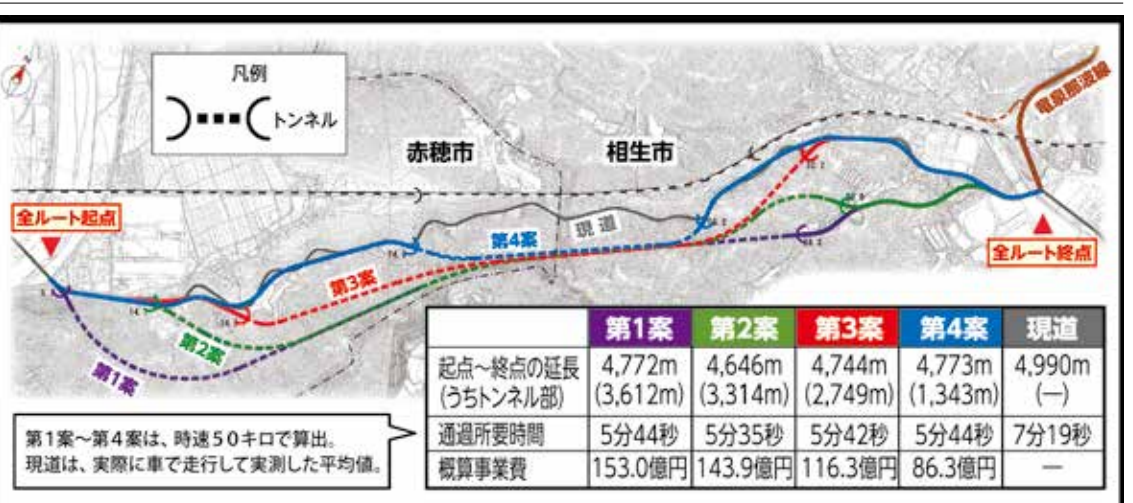 凡例
トンネル
竜泉那波線
赤穂市
相生市
全ルート起点
現道
第4案
全ルート終点
第3案
第2案
第1案
第1案 第2案 第3案 第4案 現道
起点～終点の延長 4,772m 4,646m 4,744m 4,773m 4,990m
(うちトンネル部) (3,612m) (3,314m) (2,749m) (1,343m) (―)
通過所要時間 5分44秒 5分35秒 5分42秒 5分44秒 7分19秒
概算事業費 153.0億円 143.9億円 116.3億円 86.3億円 ―
第1案～第4案は、時速50キロで算出。
現道は、実際に車で走行して実測した平均値。